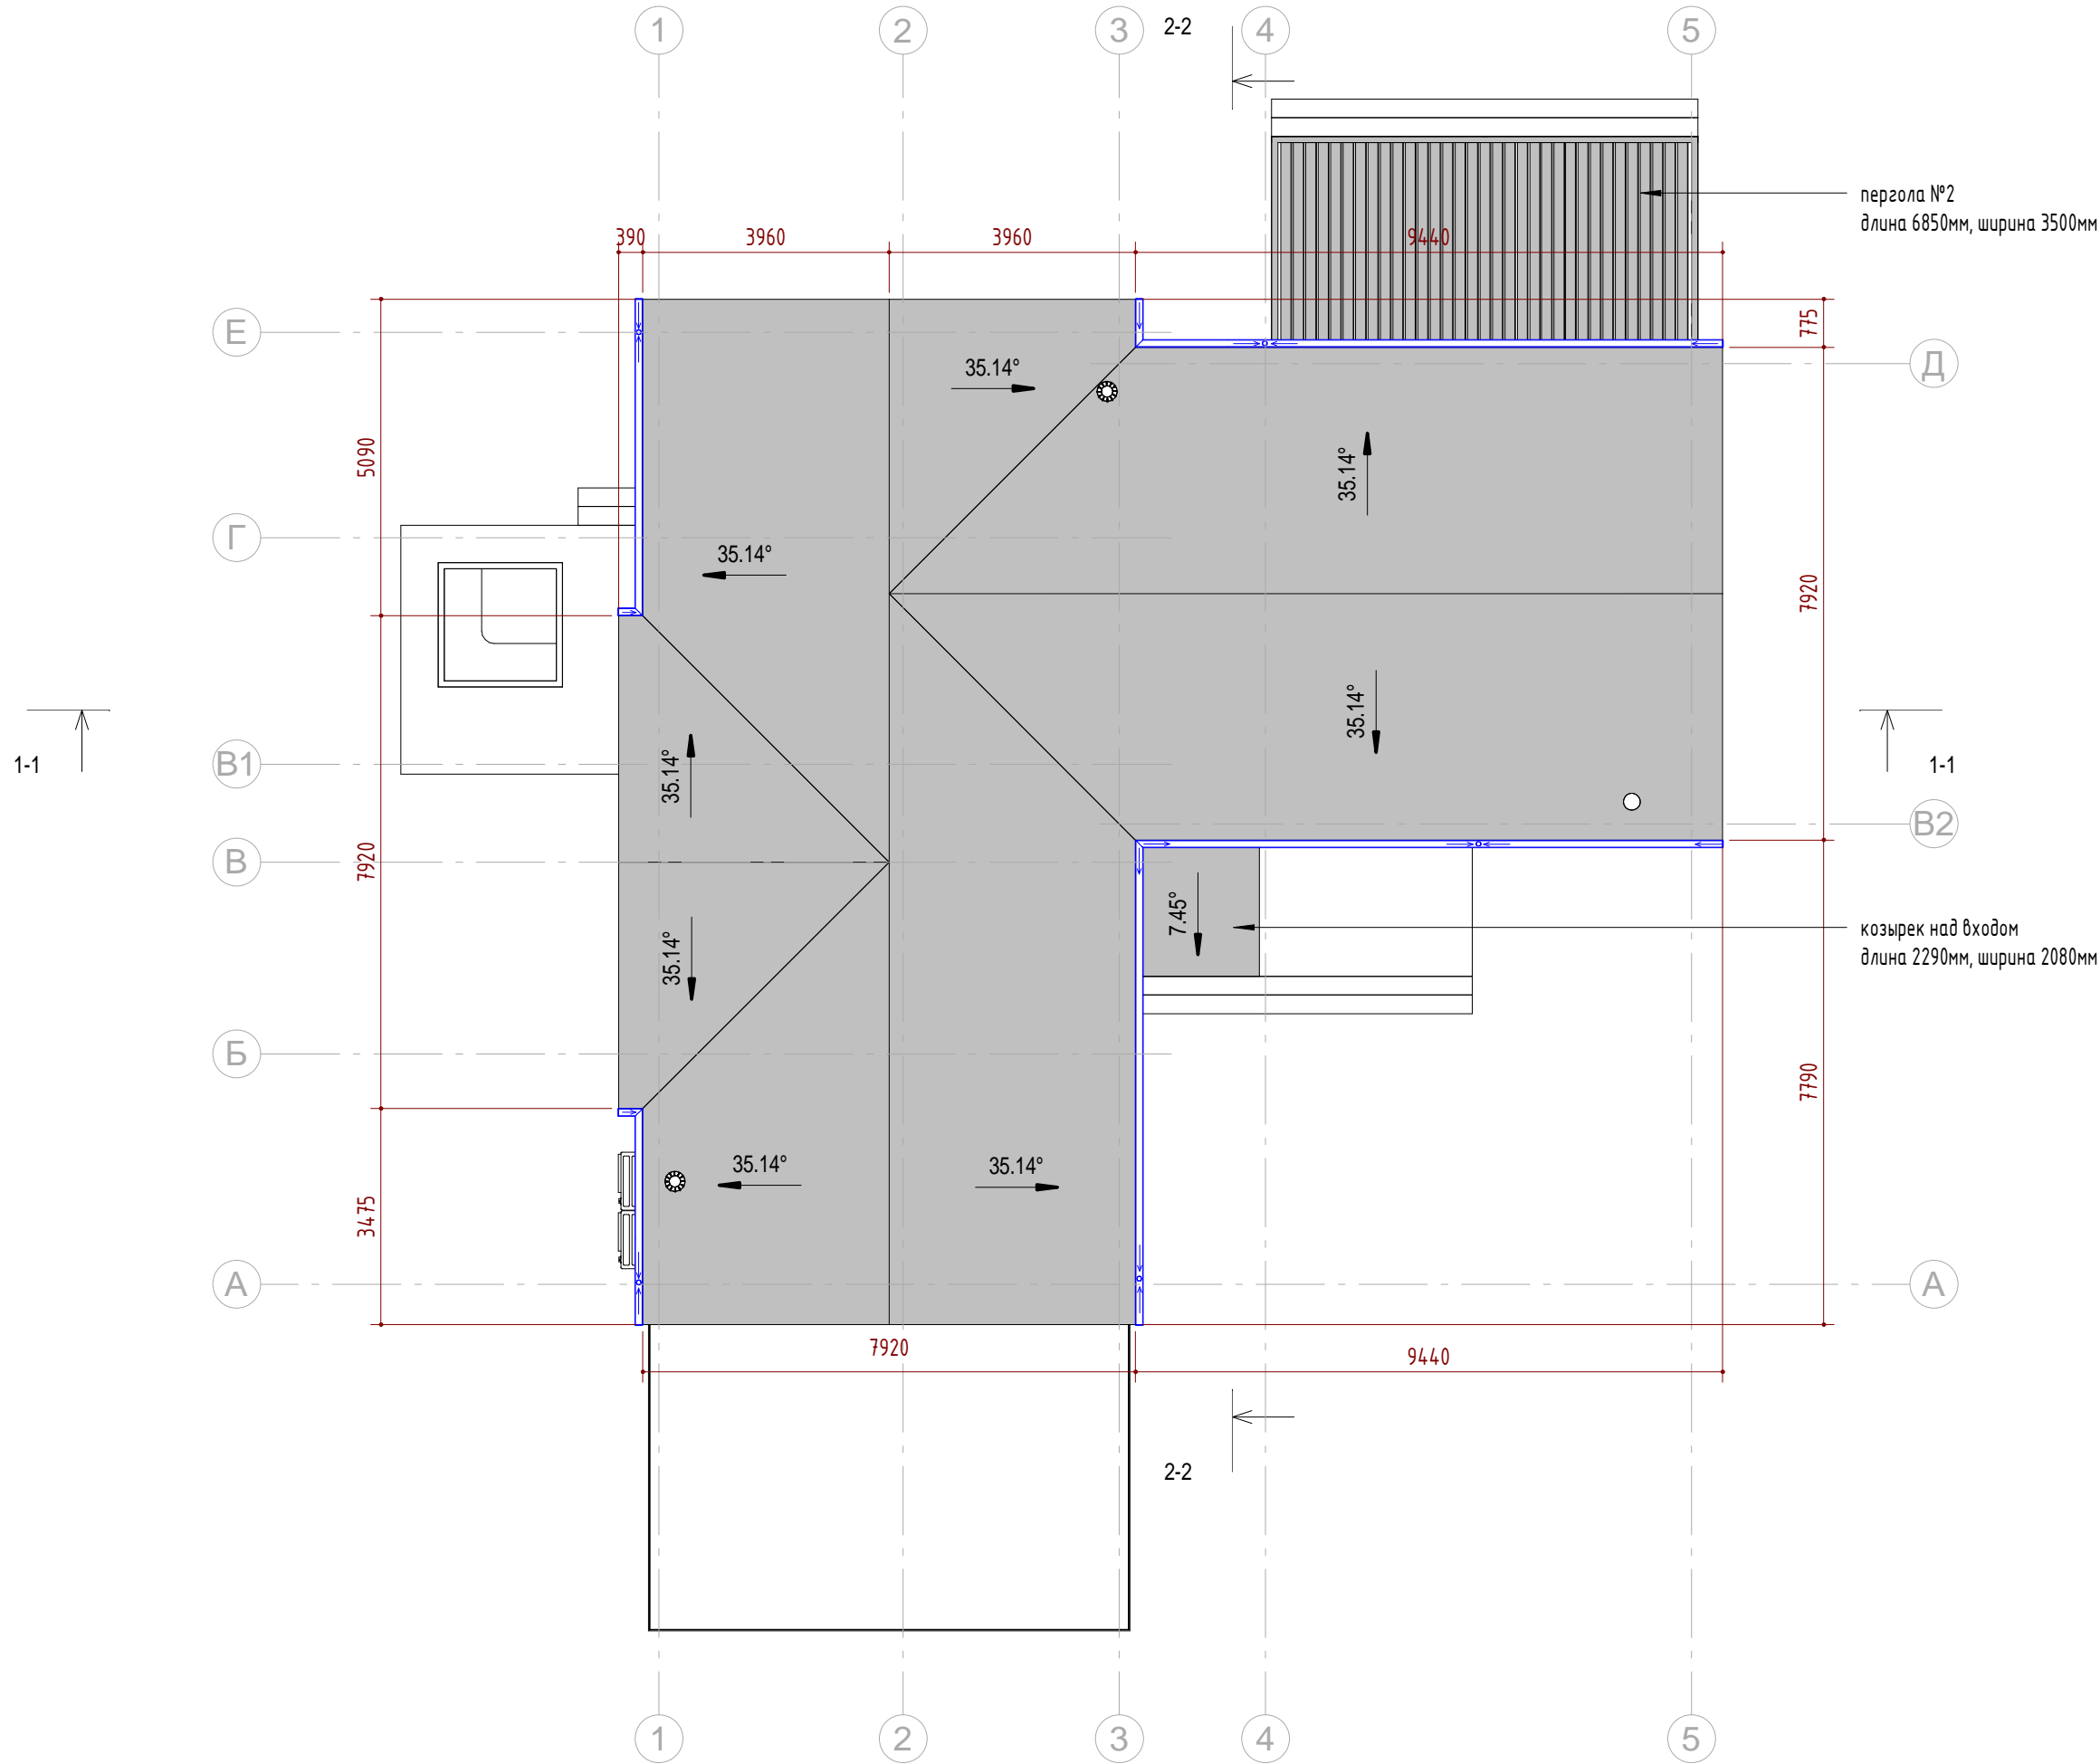 1
2
3
2-2
4
5
пергола №2
длина 6850мм, ширина 3500мм
390
3960
3960
9440
Е
775
Д
35.14°
5090
35.14°
Г
35.14°
7920
1-1
В1
35.14°
35.14°
1-1
В2
7920
В
козырек над входом
длина 2290мм, ширина 2080мм
7.45°
35.14°
Б
7790
35.14°
35.14°
3475
А
А
7920
9440
2-2
1
2
3
4
5